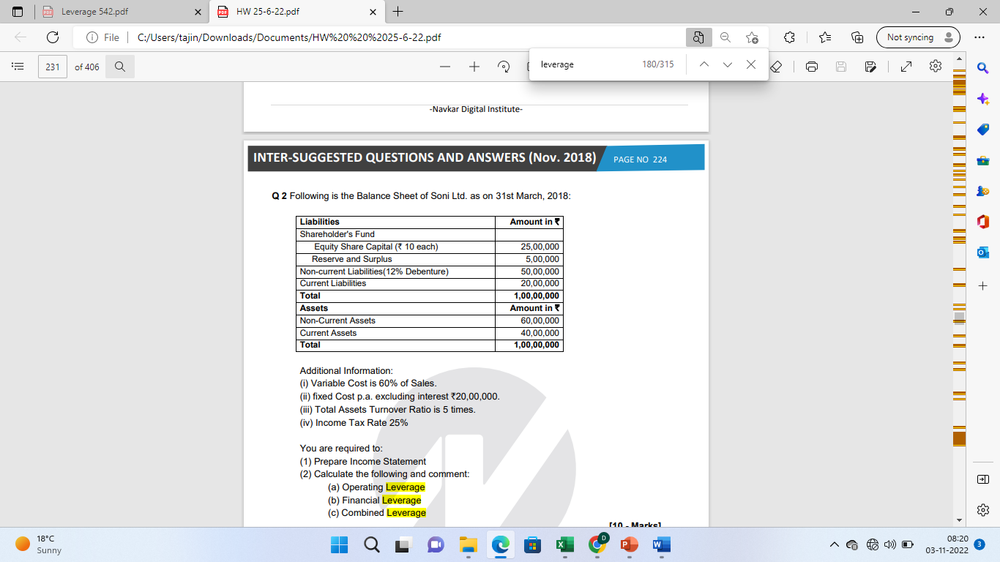 Leverage 542.pdf
HW 25-6-22.pdf
File
C:/Users/tajin/Downloads/Documents/HW%20%20%2025-6-22.pdf
Not syncing
231 of 406
leverage 180/315
-Navkar Digital Institute-
INTER-SUGGESTED QUESTIONS AND ANSWERS (Nov. 2018) PAGE NO 224
Q 2 Following is the Balance Sheet of Soni Ltd. as on 31st March, 2018:
Liabilities Amount in ₹
Shareholder's Fund
Equity Share Capital (₹ 10 each) 25,00,000
Reserve and Surplus 5,00,000
Non-current Liabilities(12% Debenture) 50,00,000
Current Liabilities 20,00,000
Total 1,00,00,000
Assets Amount in ₹
Non-Current Assets 60,00,000
Current Assets 40,00,000
Total 1,00,00,000
Additional Information:
(i) Variable Cost is 60% of Sales.
(ii) fixed Cost p.a. excluding interest ₹20,00,000.
(iii) Total Assets Turnover Ratio is 5 times.
(iv) Income Tax Rate 25%
You are required to:
(1) Prepare Income Statement
(2) Calculate the following and comment:
(a) Operating Leverage
(b) Financial Leverage
(c) Combined Leverage
[10 - Marks]
18°C
Sunny
08:20
03-11-2022
3